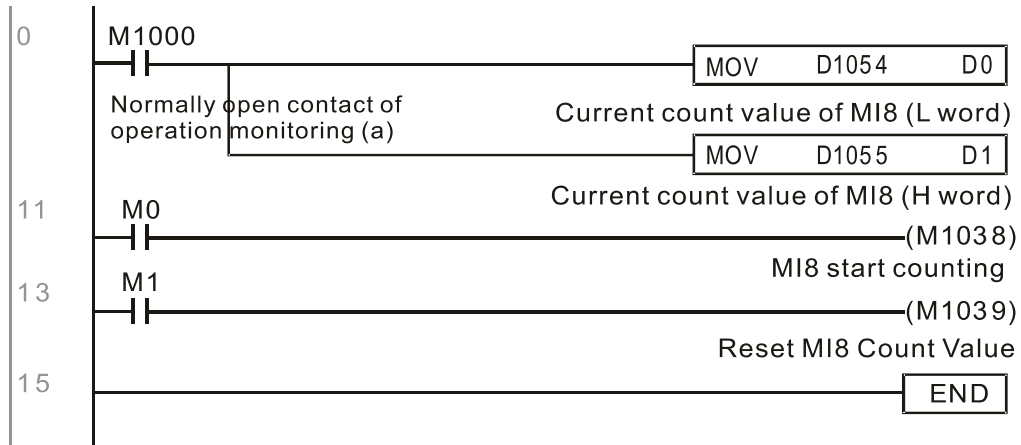 0
M1000
MOV D1054 D0
Normally open contact of
operation monitoring (a)
Current count value of MI8 (L word)
MOV D1055 D1
Current count value of MI8 (H word)
11
M0
(M1038)
MI8 start counting
13
M1
(M1039)
Reset MI8 Count Value
15
END